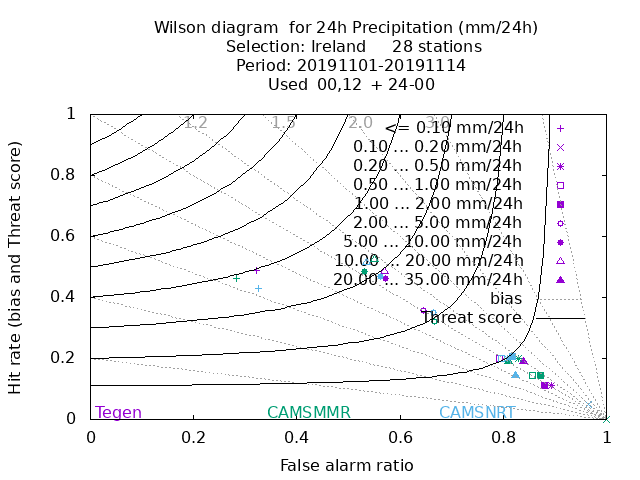 Wilson diagram  for 24h Precipitation (mm/24h)
Selection: Ireland     28 stations
Period: 20191101-20191114
Used  00,12  + 24-00
1.2 1.5 2.0 3.0
<= 0.10 mm/24h
0.10 ... 0.20 mm/24h
0.20 ... 0.50 mm/24h
0.50 ... 1.00 mm/24h
1.00 ... 2.00 mm/24h
2.00 ... 5.00 mm/24h
5.00 ... 10.00 mm/24h
10.00 ... 20.00 mm/24h
20.00 ... 35.00 mm/24h
bias
Threat score
Hit rate (bias and Threat score)
1
0.8
0.6
0.4
0.2
0
Tegen CAMSMMR CAMSNRT
0 0.2 0.4 0.6 0.8 1
False alarm ratio